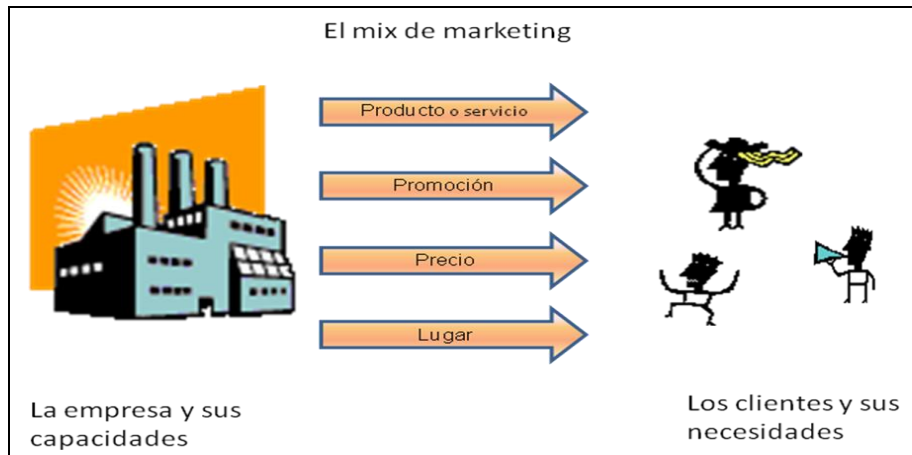 El mix de marketing
Producto o servicio
Promoción
Precio
Lugar
La empresa y sus
capacidades
Los clientes y sus
necesidades